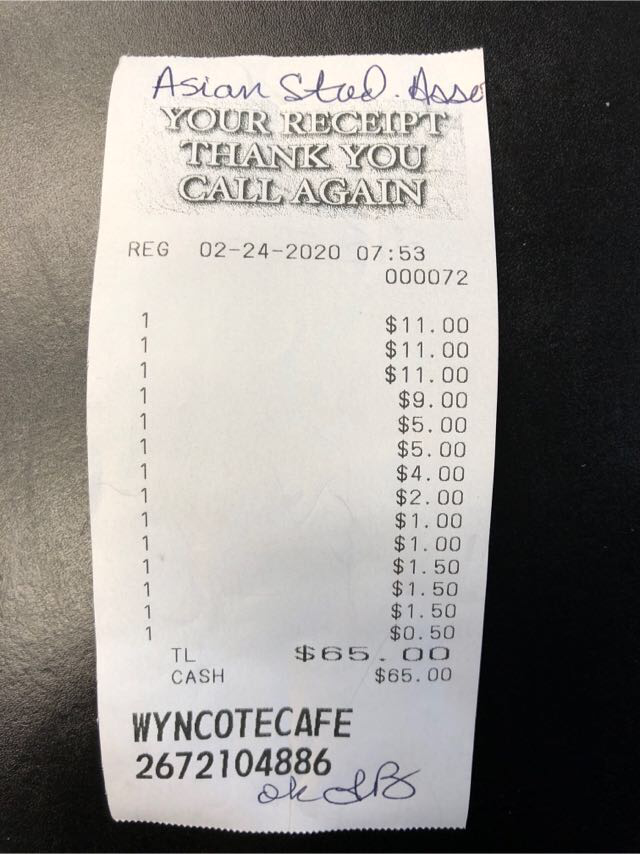 Asian Stud. Asso
YOUR RECEIPT
THANK YOU
CALL AGAIN
REG 02-24-2020 07:53
000072
1 $11.00
1 $11.00
1 $11.00
1 $9.00
1 $5.00
1 $5.00
1 $4.00
1 $2.00
1 $1.00
1 $1.00
1 $1.50
1 $1.50
1 $1.50
1 $0.50
TL $65.00
CASH $65.00
WYNCOTECAFE
2672104886
ok